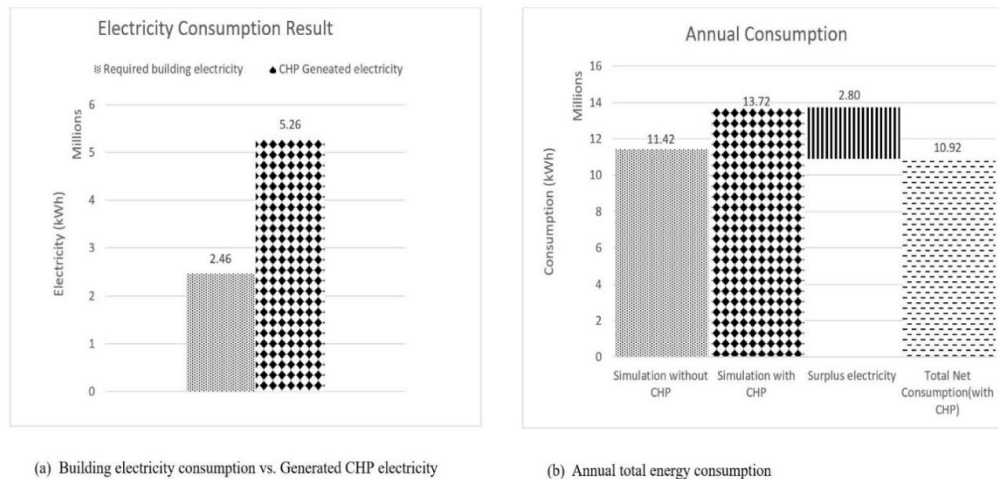 Electricity Consumption Result
Required building electricity
CHP Geneated electricity
Millions
Electricity (kWh)
6
5
4
3
2
1
0
2.46
5.26
(a) Building electricity consumption vs. Generated CHP electricity
Annual Consumption
Millions
Consumption (kWh)
16
14
12
10
8
6
4
2
0
11.42
13.72
2.80
10.92
Simulation without
CHP
Simulation with
CHP
Surplus electricity
Total Net
Consumption(with
CHP)
(b) Annual total energy consumption